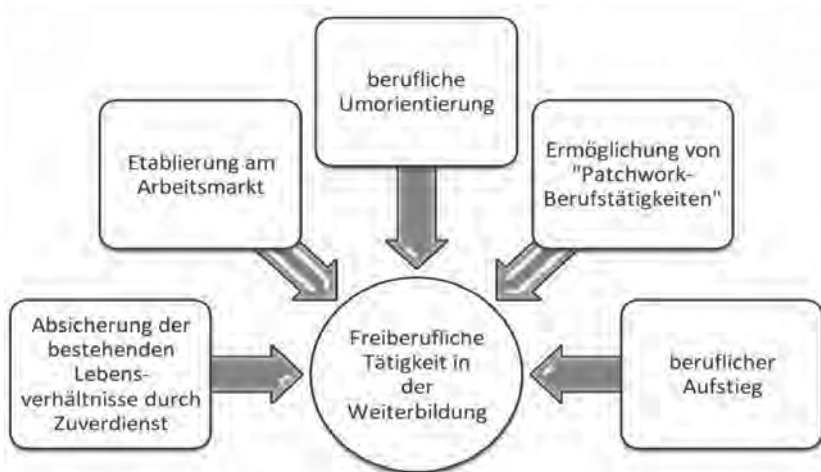 berufliche
Umorientierung
Etablierung am
Arbeitsmarkt
Ermöglichung von
"Patchwork-
Berufstätigkeiten"
Absicherung der
bestehenden
Lebens-
verhältnisse durch
Zuverdienst
Freiberufliche
Tätigkeit in
der
Weiterbildung
beruflicher
Aufstieg